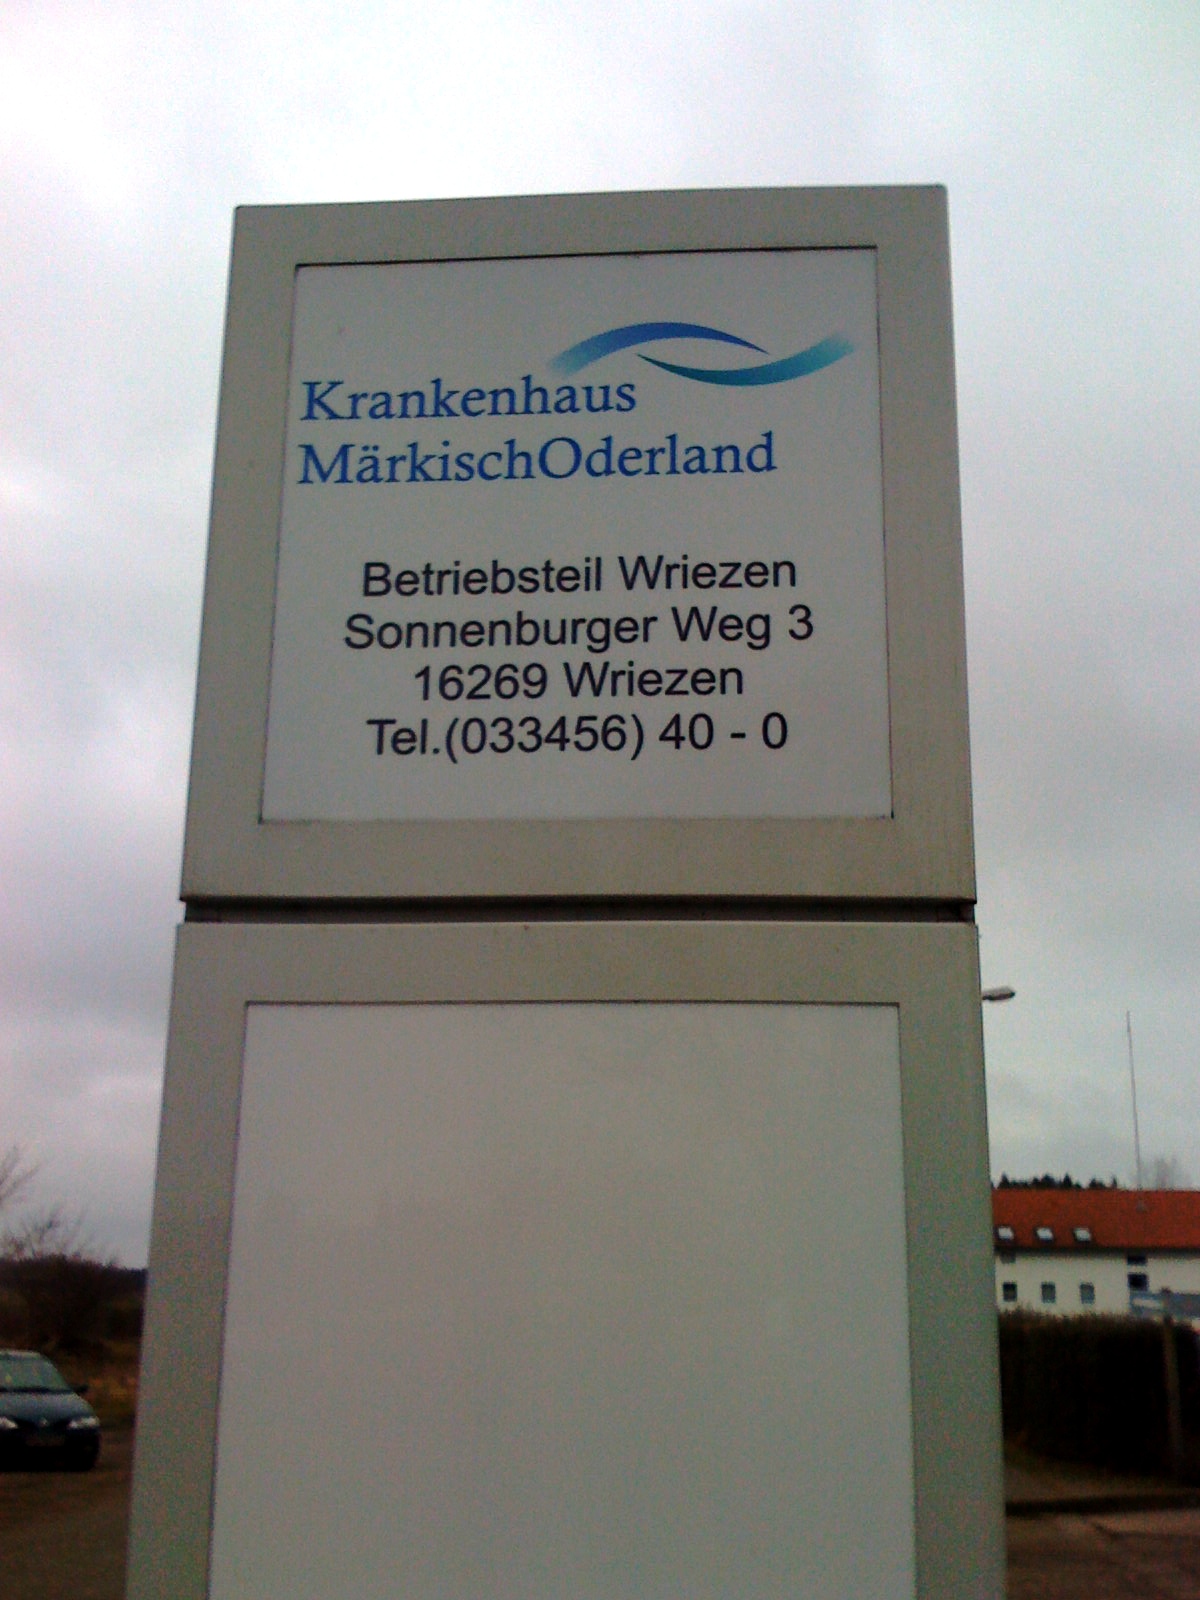 Krankenhaus
MärkischOderland
Betriebsteil Wriezen
Sonnenburger Weg 3
16269 Wriezen
Tel.(033456) 40 - 0